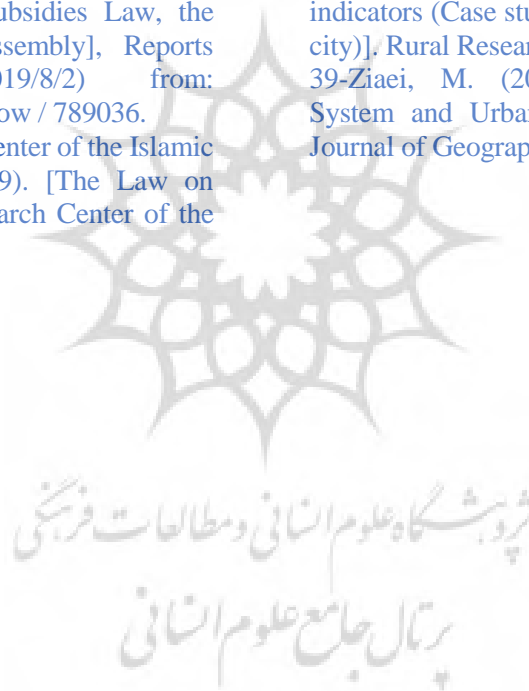 ubsidies Law, the
ssembly], Reports
019/8/2) from:
ow / 789036.
enter of the Islamic
9). [The Law on
arch Center of the
indicators (Case stu
city)]. Rural Resear
39-Ziaei, M. (20
System and Urba
Journal of Geograp
پژوهشگاه علوم انسانی و مطالعات فرهنگی
پرتال جامع علوم انسانی